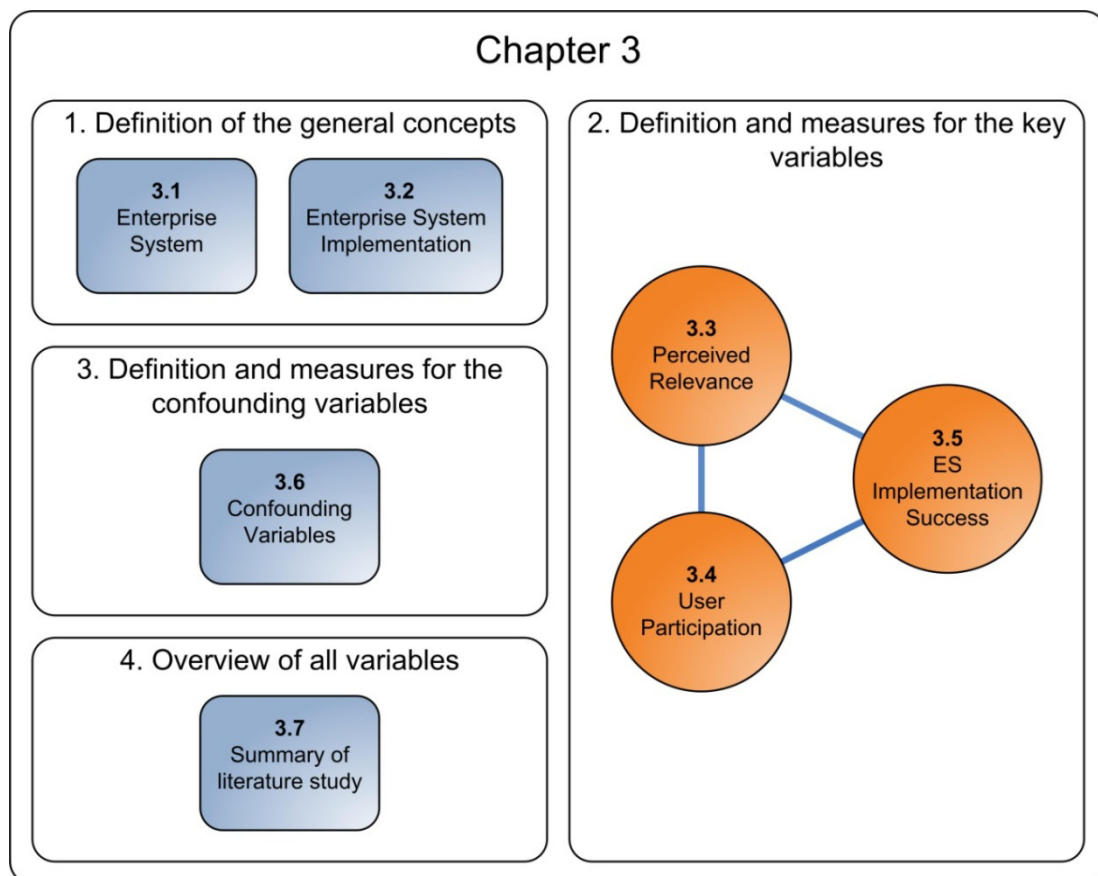 Chapter 3
1. Definition of the general concepts
3.1
Enterprise
System
3.2
Enterprise System
Implementation
2. Definition and measures for the key
variables
3.3
Perceived
Relevance
3.4
User
Participation
3.5
ES
Implementation
Success
3. Definition and measures for the
confounding variables
3.6
Confounding
Variables
4. Overview of all variables
3.7
Summary of
literature study